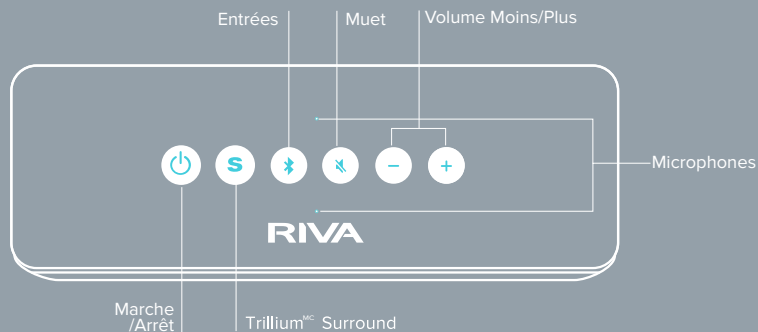 Entrées
Muet
Volume Moins/Plus
S
Microphones
RIVA
Marche
/Arrêt
Trillium MC Surround